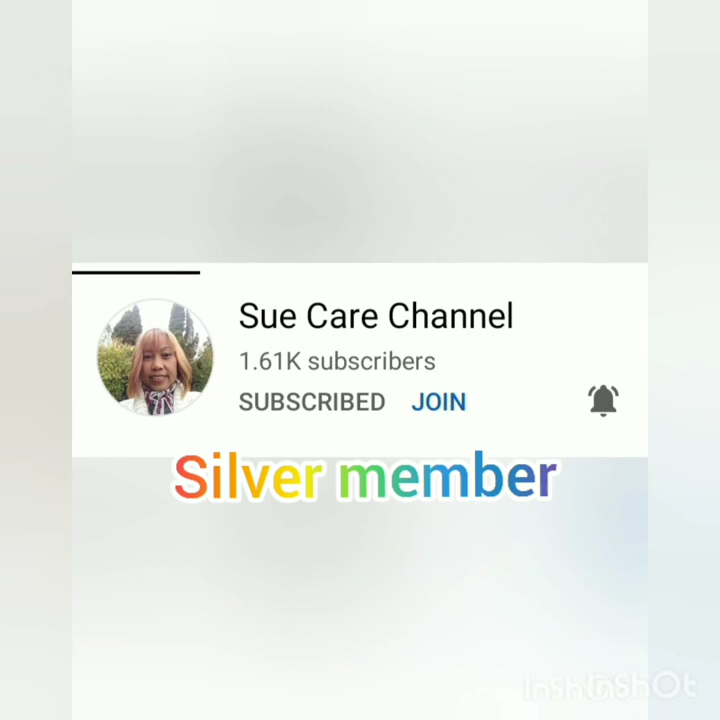 Sue Care Channel
1.61K subscribers
SUBSCRIBED JOIN
Silver member
InShOt